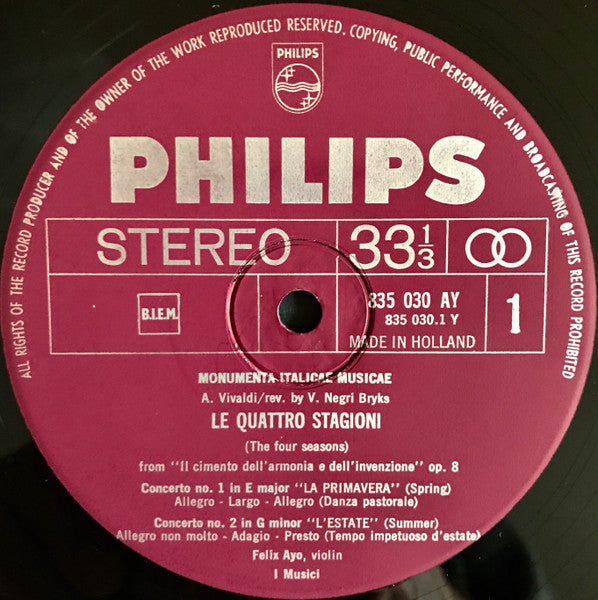 ALL RIGHTS OF THE RECORD PRODUCER AND OF THE OWNER OF THE WORK REPRODUCED RESERVED. COPYING, PUBLIC PERFORMANCE AND BROADCASTING OF THIS RECORD PROHIBITED
PHILIPS
PHILIPS
STEREO 33 1/3
B.I.E.M. 835 030 AY 1
835 030.1 Y
MADE IN HOLLAND
MONUMENTA ITALICAE MUSICAE
A. Vivaldi/rev. by V. Negri Bryks
LE QUATTRO STAGIONI
(The four seasons)
from "Il cimento dell'armonia e dell'invenzione" op. 8
Concerto no. 1 in E major "LA PRIMAVERA" (Spring)
Allegro - Largo - Allegro (Danza pastorale)
Concerto no. 2 in G minor "L'ESTATE" (Summer)
Allegro non molto - Adagio - Presto (Tempo impetuoso d'estate)
Felix Ayo, violin
I Musici